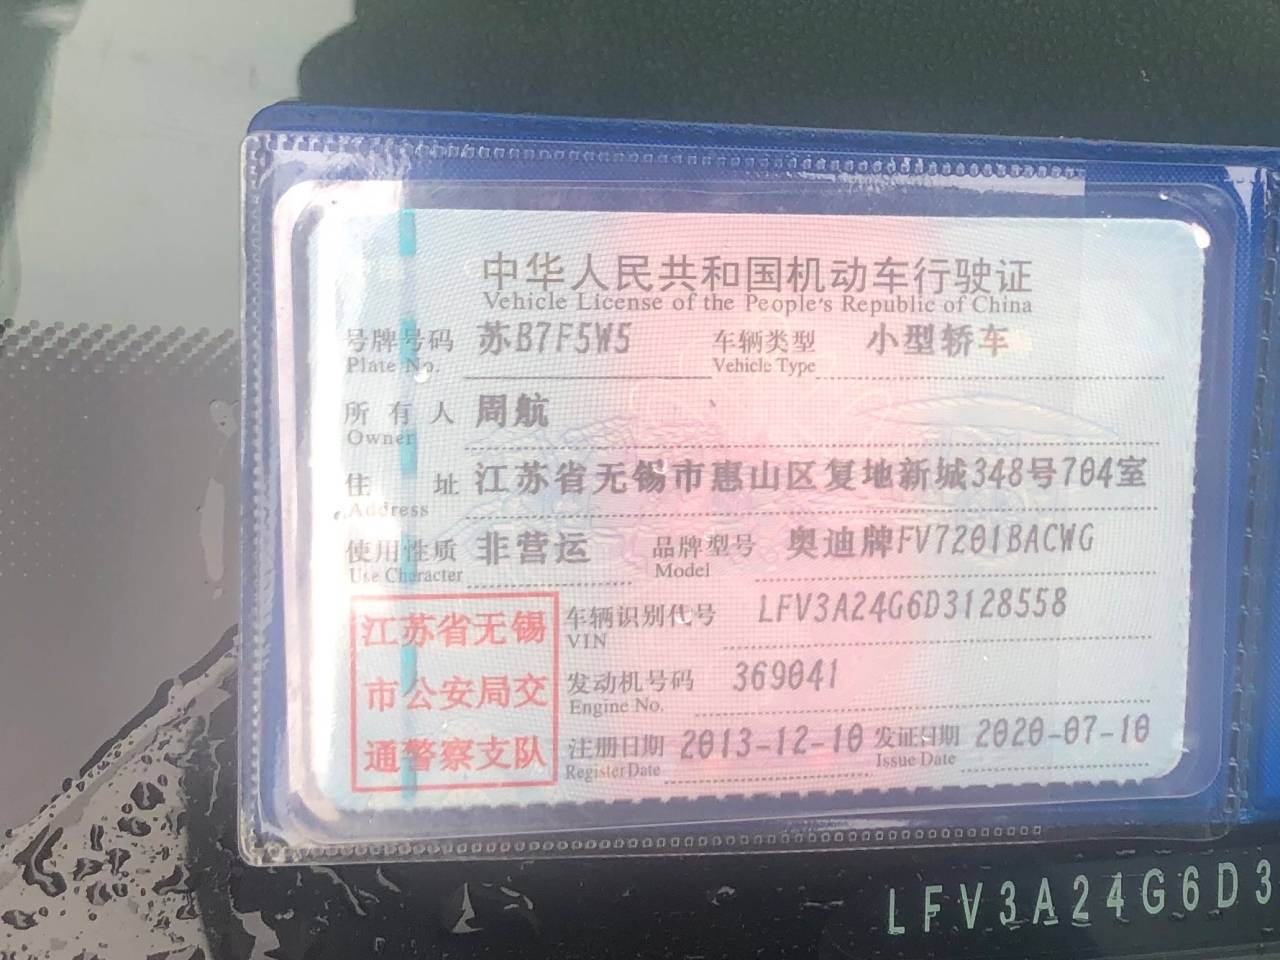 中华人民共和国机动车行驶证
Vehicle License of the People's Republic of China
号牌号码 苏B7F5W5 车辆类型 小型轿车
Plate No. Vehicle Type
所有人 周航
Owner
住址 江苏省无锡市惠山区复地新城348号704室
Address
使用性质 非营运 品牌型号 奥迪牌FV7201BACWG
Use Character Model
江苏省无锡
市公安局交
通警察支队
车辆识别代号 LFV3A24G6D3128558
VIN
发动机号码 369041
Engine No.
注册日期 2013-12-10 发证日期 2020-07-10
Register Date Issue Date
LFV3A24G6D3